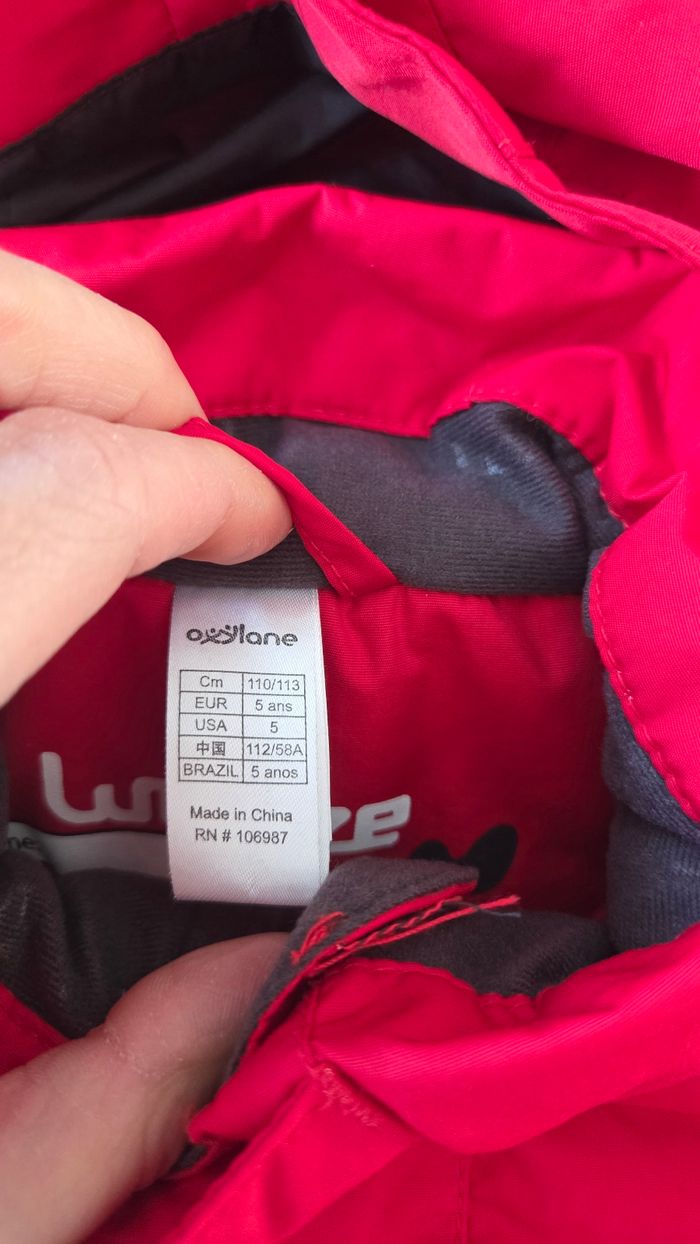 oxylane
Cm 110/113
EUR 5 ans
USA 5
中国 112/58A
BRAZIL 5 anos
Made in China
RN # 106987